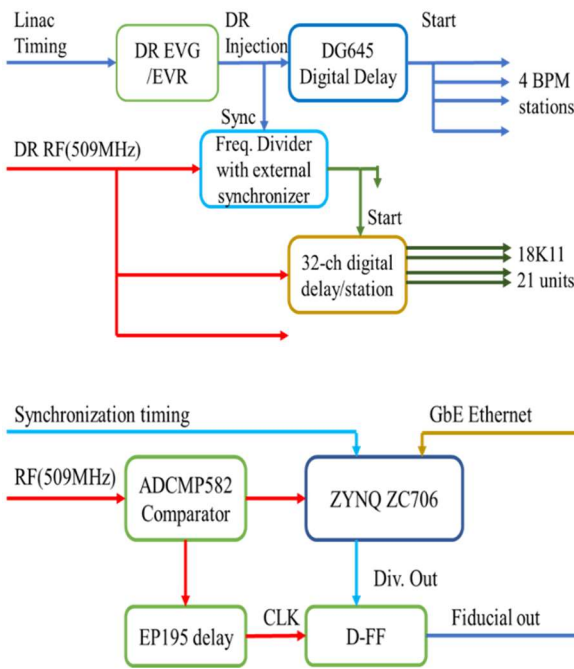 Linac
Timing
DR EVG
/EVR
DR
Injection
DG645
Digital Delay
Start
4 BPM
stations
Sync
DR RF(509MHz)
Freq. Divider
with external
synchronizer
Start
32-ch digital
delay/station
18K11
21 units
Synchronization timing
GbE Ethernet
RF(509MHz)
ADCMP582
Comparator
ZYNQ ZC706
Div. Out
EP195 delay
CLK
D-FF
Fiducial out